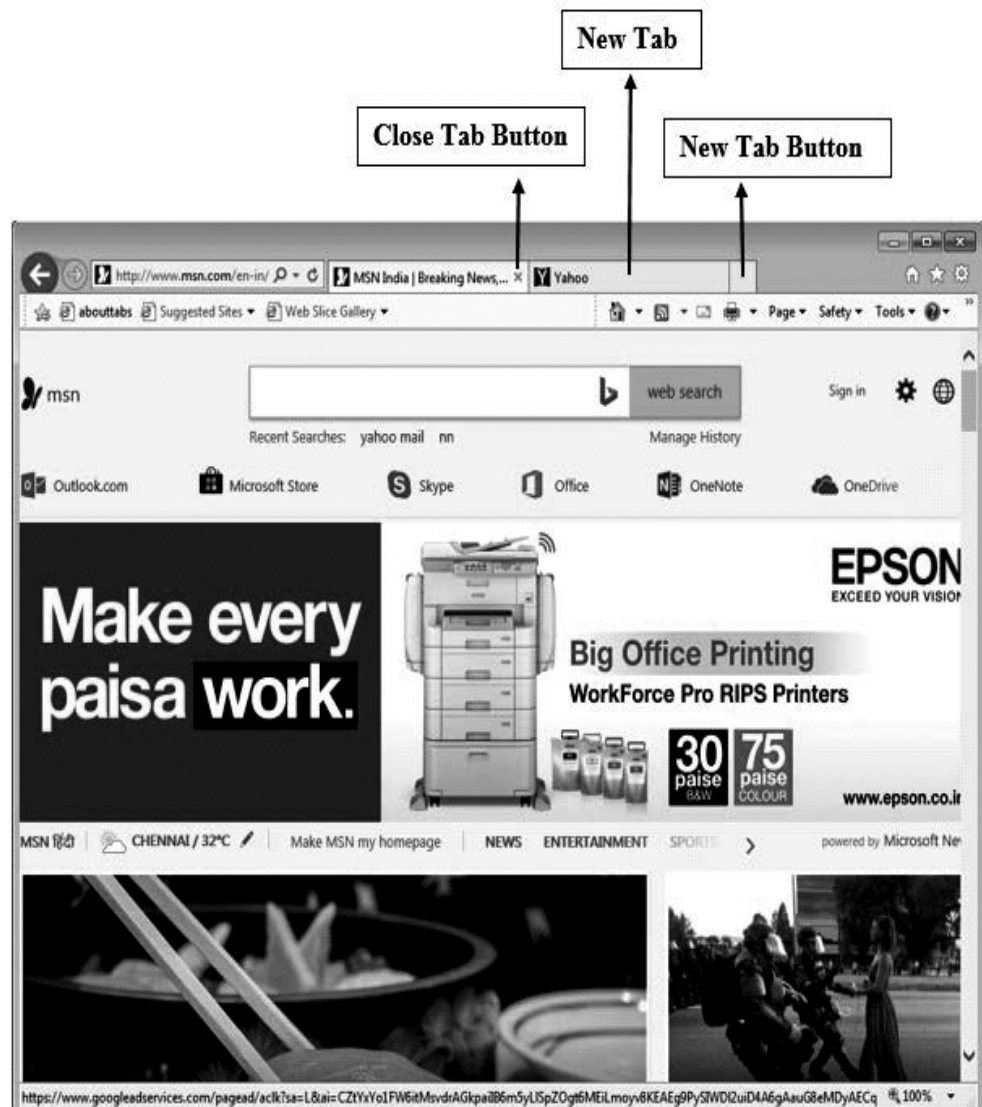 New Tab
Close Tab Button
New Tab Button
http://www.msn.com/en-in/ MSN India | Breaking News,... Yahoo
abouttabs Suggested Sites Web Slice Gallery Page Safety Tools
msn web search Sign in
Recent Searches: yahoo mail nn Manage History
Outlook.com Microsoft Store Skype Office OneNote OneDrive
Make every
paisa work.
EPSON
EXCEED YOUR VISION
Big Office Printing
WorkForce Pro RIPS Printers
30 75
paise paise
B&W COLOUR
www.epson.co.in
MSN हिंदी CHENNAI / 32°C Make MSN my homepage NEWS ENTERTAINMENT SPORTS powered by Microsoft Ne
100%